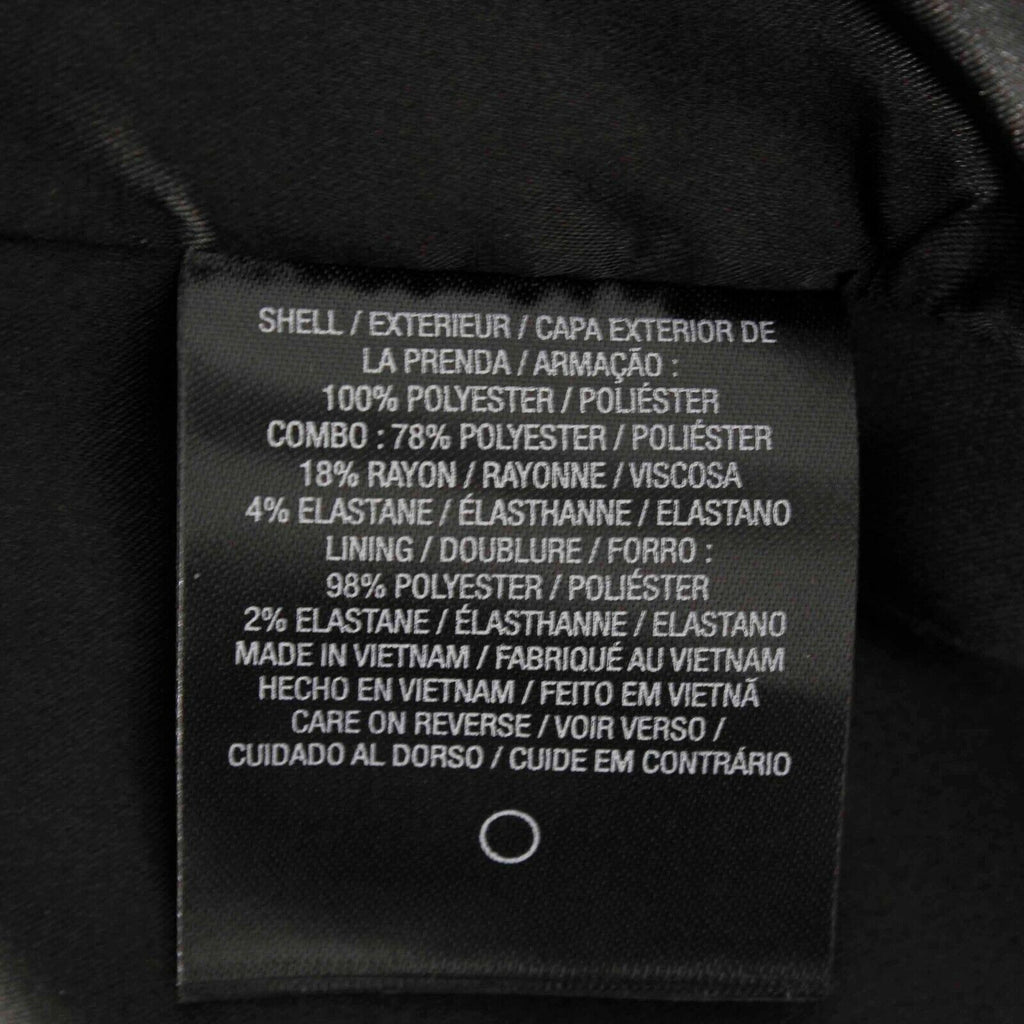 SHELL / EXTERIEUR / CAPA EXTERIOR DE
LA PRENDA / ARMAÇÃO :
100% POLYESTER / POLIÉSTER
COMBO : 78% POLYESTER / POLIÉSTER
18% RAYON / RAYONNE / VISCOSA
4% ELASTANE / ÉLASTHANNE / ELASTANO
LINING / DOUBLURE / FORRO :
98% POLYESTER / POLIÉSTER
2% ELASTANE / ÉLASTHANNE / ELASTANO
MADE IN VIETNAM / FABRIQUÉ AU VIETNAM
HECHO EN VIETNAM / FEITO EM VIETNÃ
CARE ON REVERSE / VOIR VERSO /
CUIDADO AL DORSO / CUIDE EM CONTRÁRIO